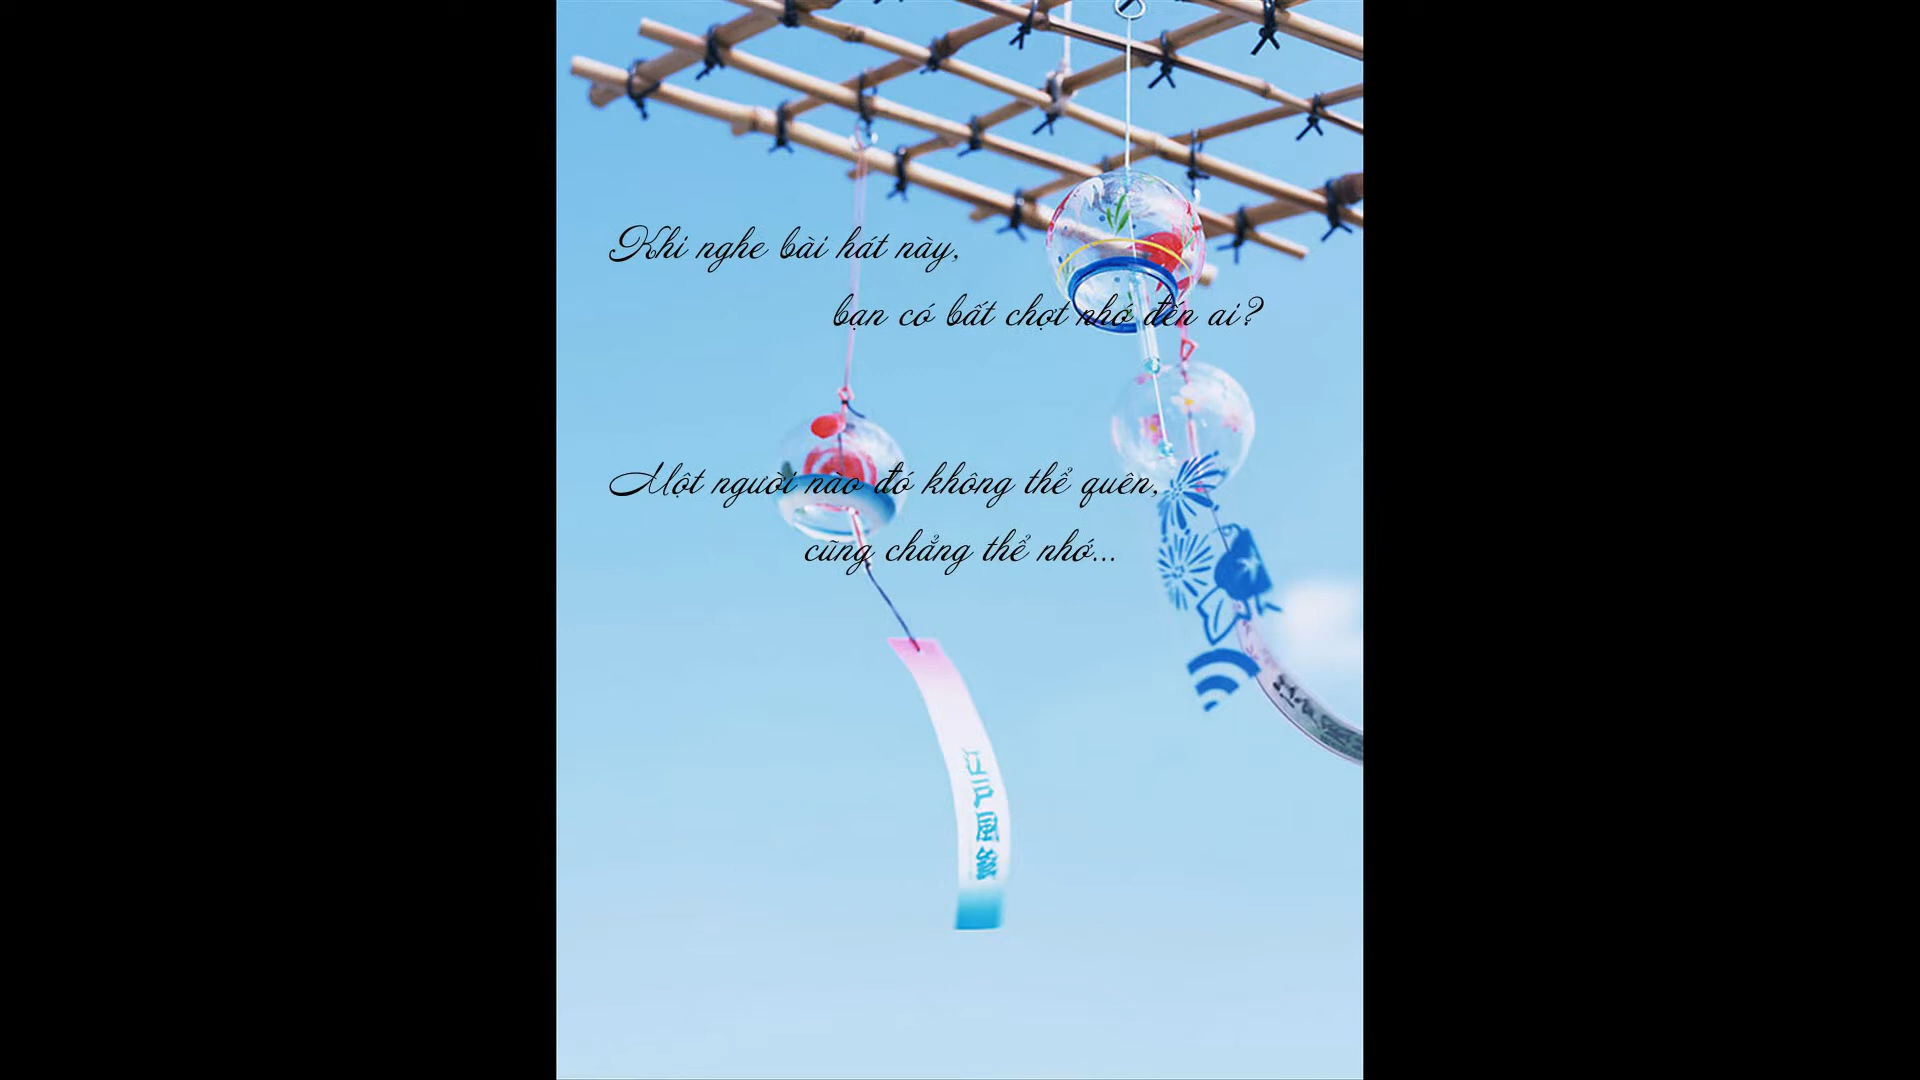 Khi nghe bài hát này,
bạn có bất chợt nhớ đến ai?
Một người nào đó không thể quên,
cũng chẳng thể nhớ...
江戸風鈴